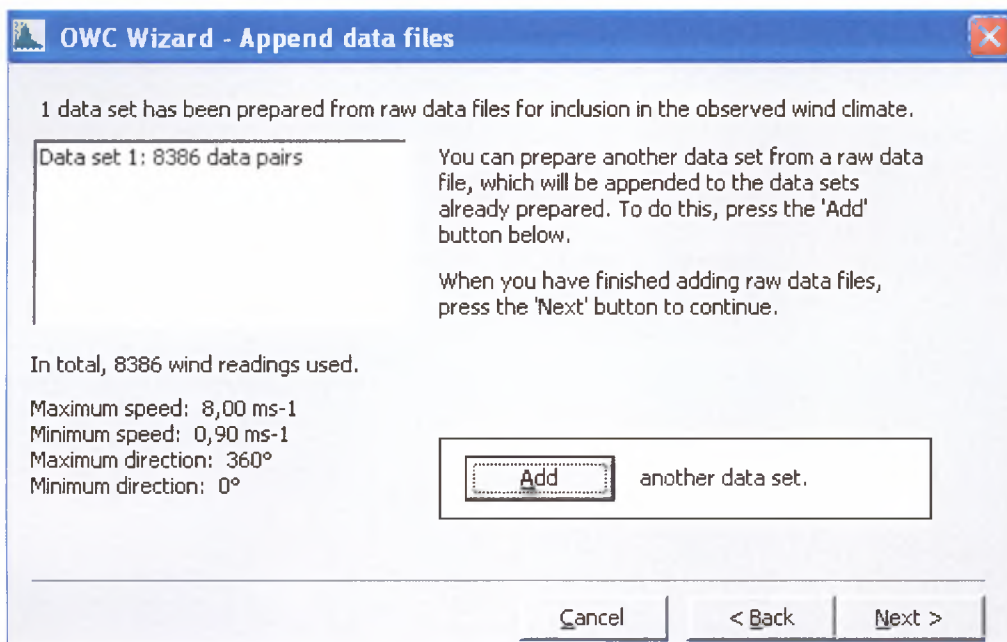 OWC Wizard - Append data files
1 data set has been prepared from raw data files for inclusion in the observed wind climate.
Data set 1: 8386 data pairs
You can prepare another data set from a raw data
file, which will be appended to the data sets
already prepared. To do this, press the 'Add'
button below.
When you have finished adding raw data files,
press the 'Next' button to continue.
In total, 8386 wind readings used.
Maximum speed: 8,00 ms-1
Minimum speed: 0,90 ms-1
Maximum direction: 360°
Minimum direction: 0°
Add another data set.
Cancel < Back Next >